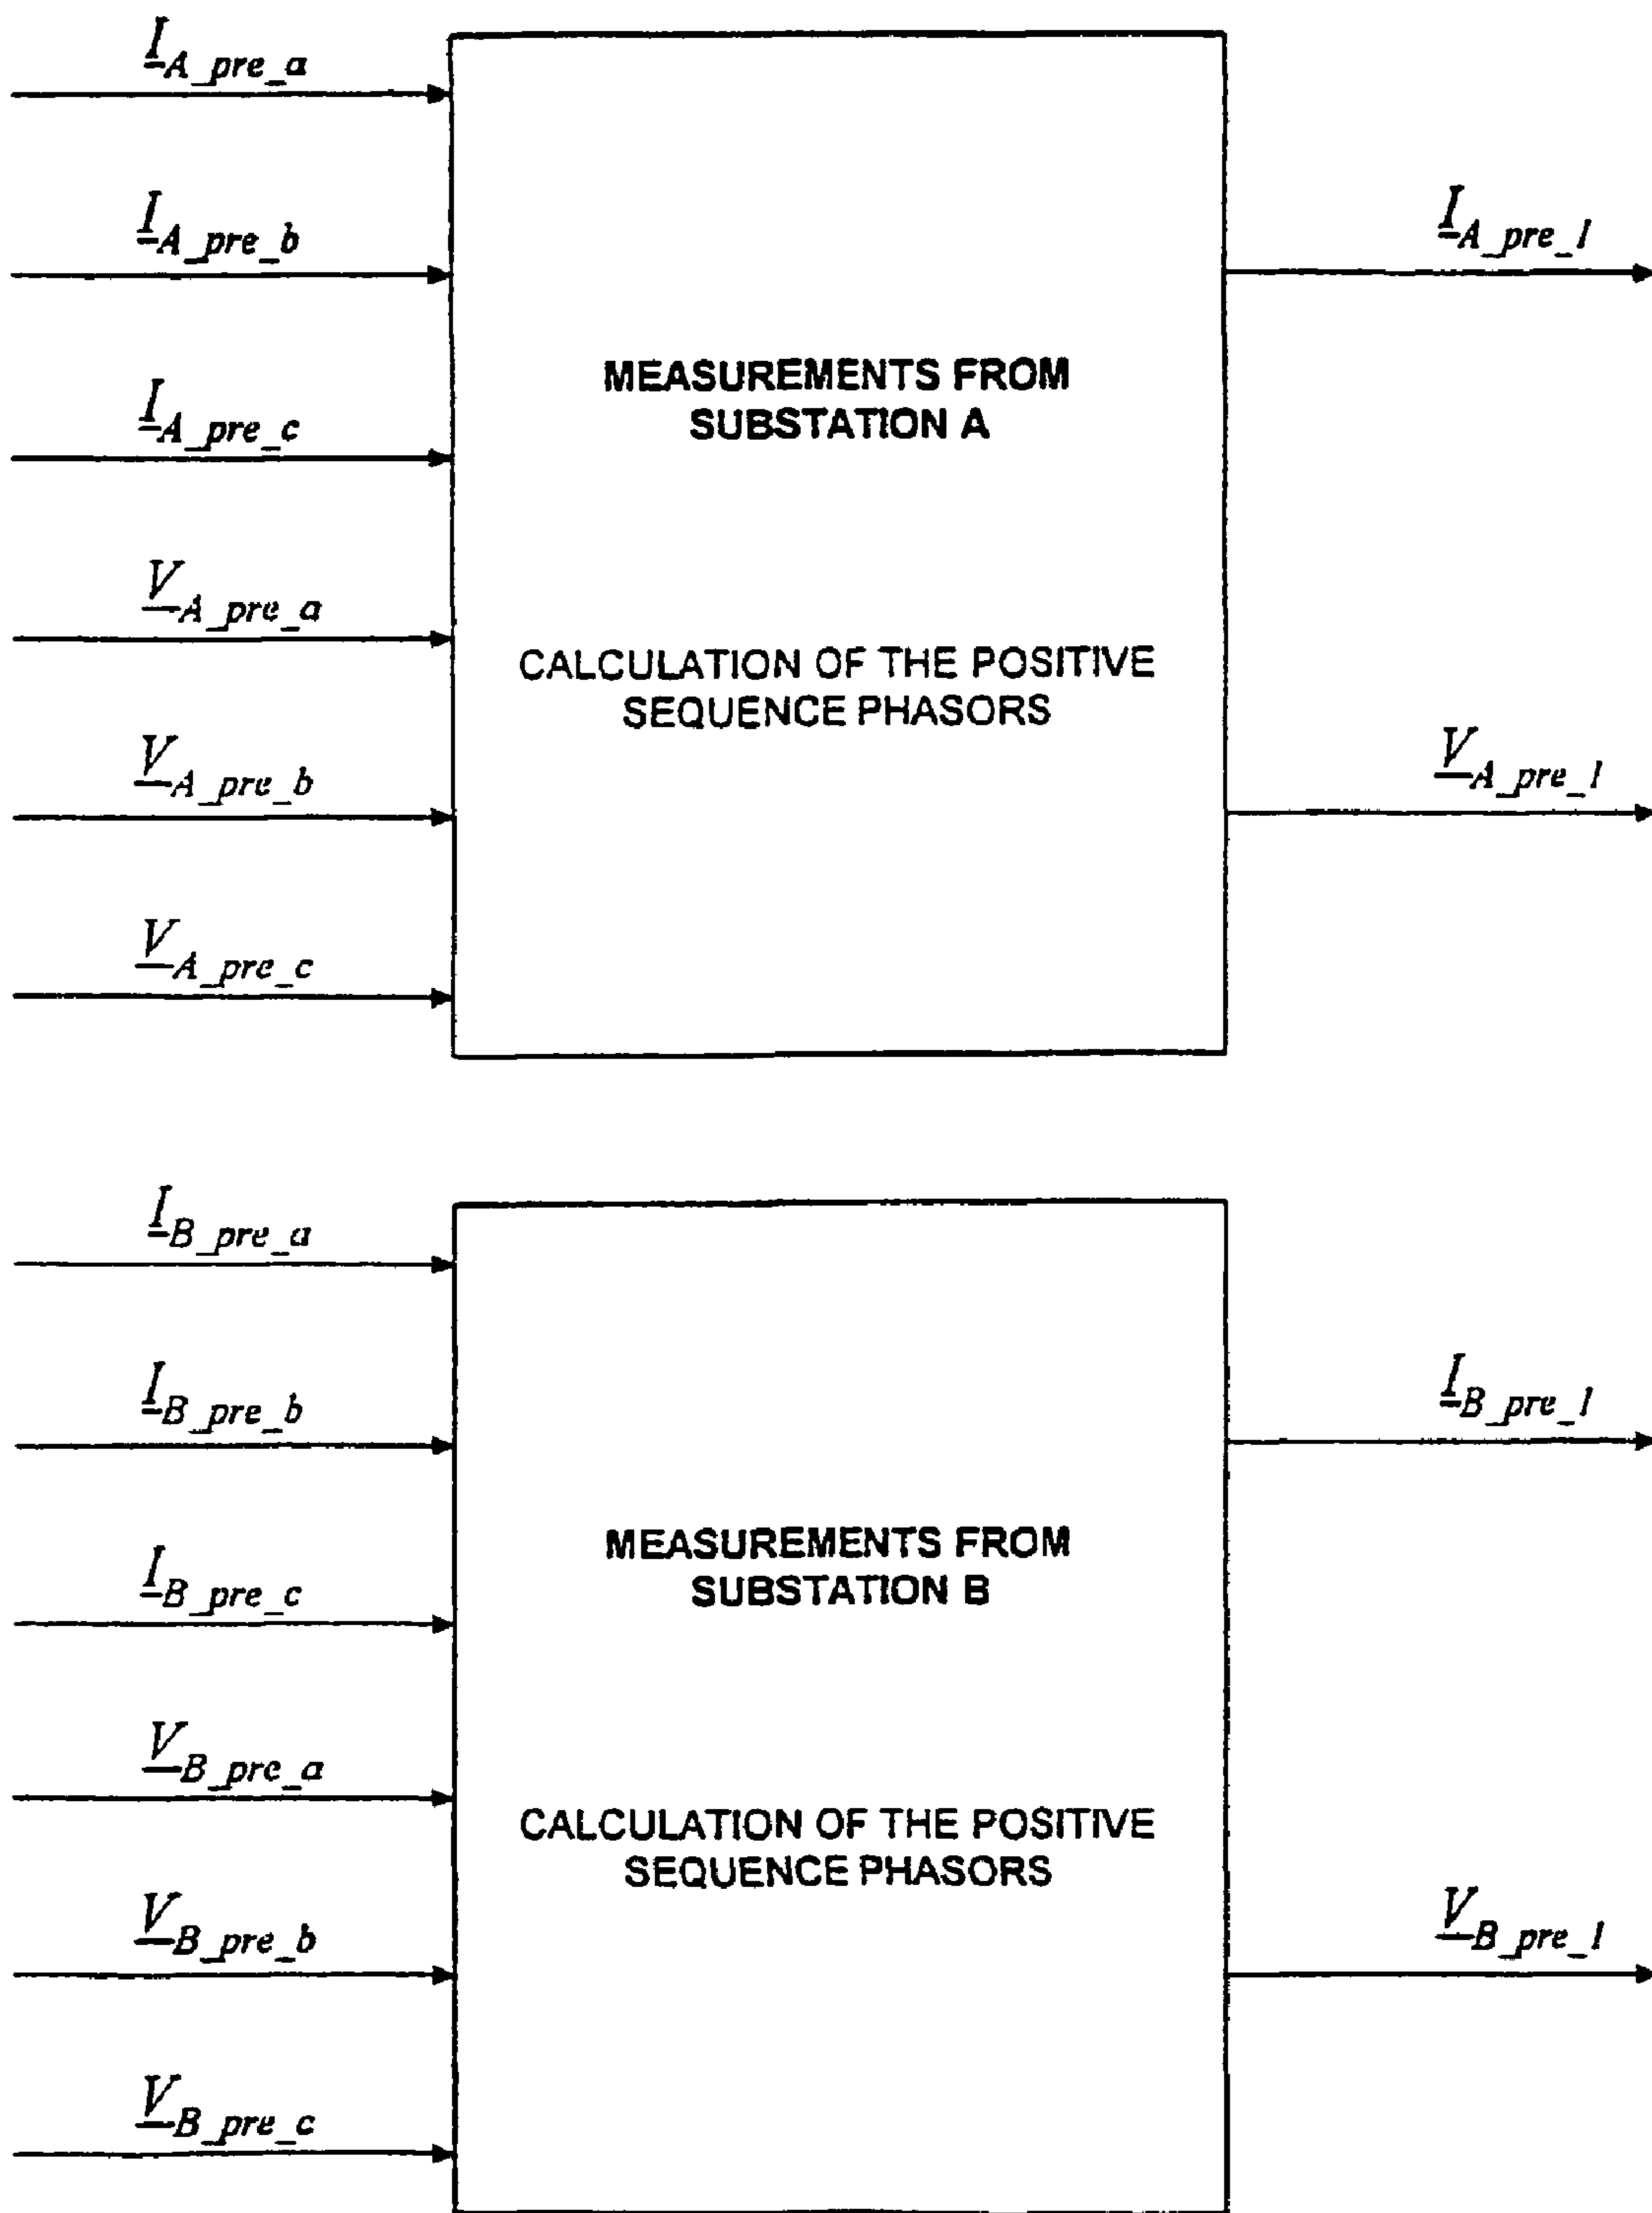 I_A_pre_a
I_A_pre_b
I_A_pre_c
V_A_pre_a
V_A_pre_b
V_A_pre_c
MEASUREMENTS FROM
SUBSTATION A
CALCULATION OF THE POSITIVE
SEQUENCE PHASORS
I_A_pre_1
V_A_pre_1
I_B_pre_a
I_B_pre_b
I_B_pre_c
V_B_pre_a
V_B_pre_b
V_B_pre_c
MEASUREMENTS FROM
SUBSTATION B
CALCULATION OF THE POSITIVE
SEQUENCE PHASORS
I_B_pre_1
V_B_pre_1